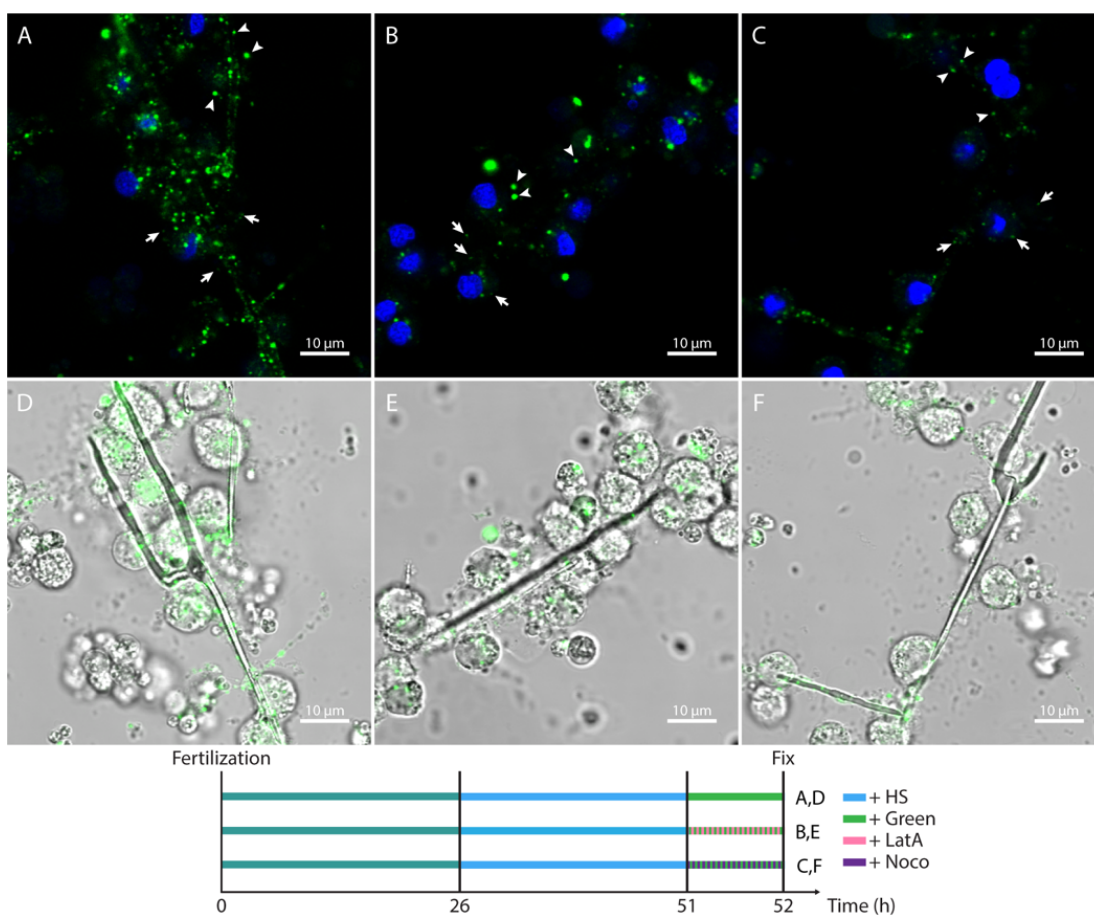 A
B
C
10 µm
10 µm
10 µm
D
E
F
10 µm
10 µm
10 µm
Fertilization
Fix
A,D
B,E
C,F
+ HS
+ Green
+ LatA
+ Noco
0
26
51
52
Time (h)